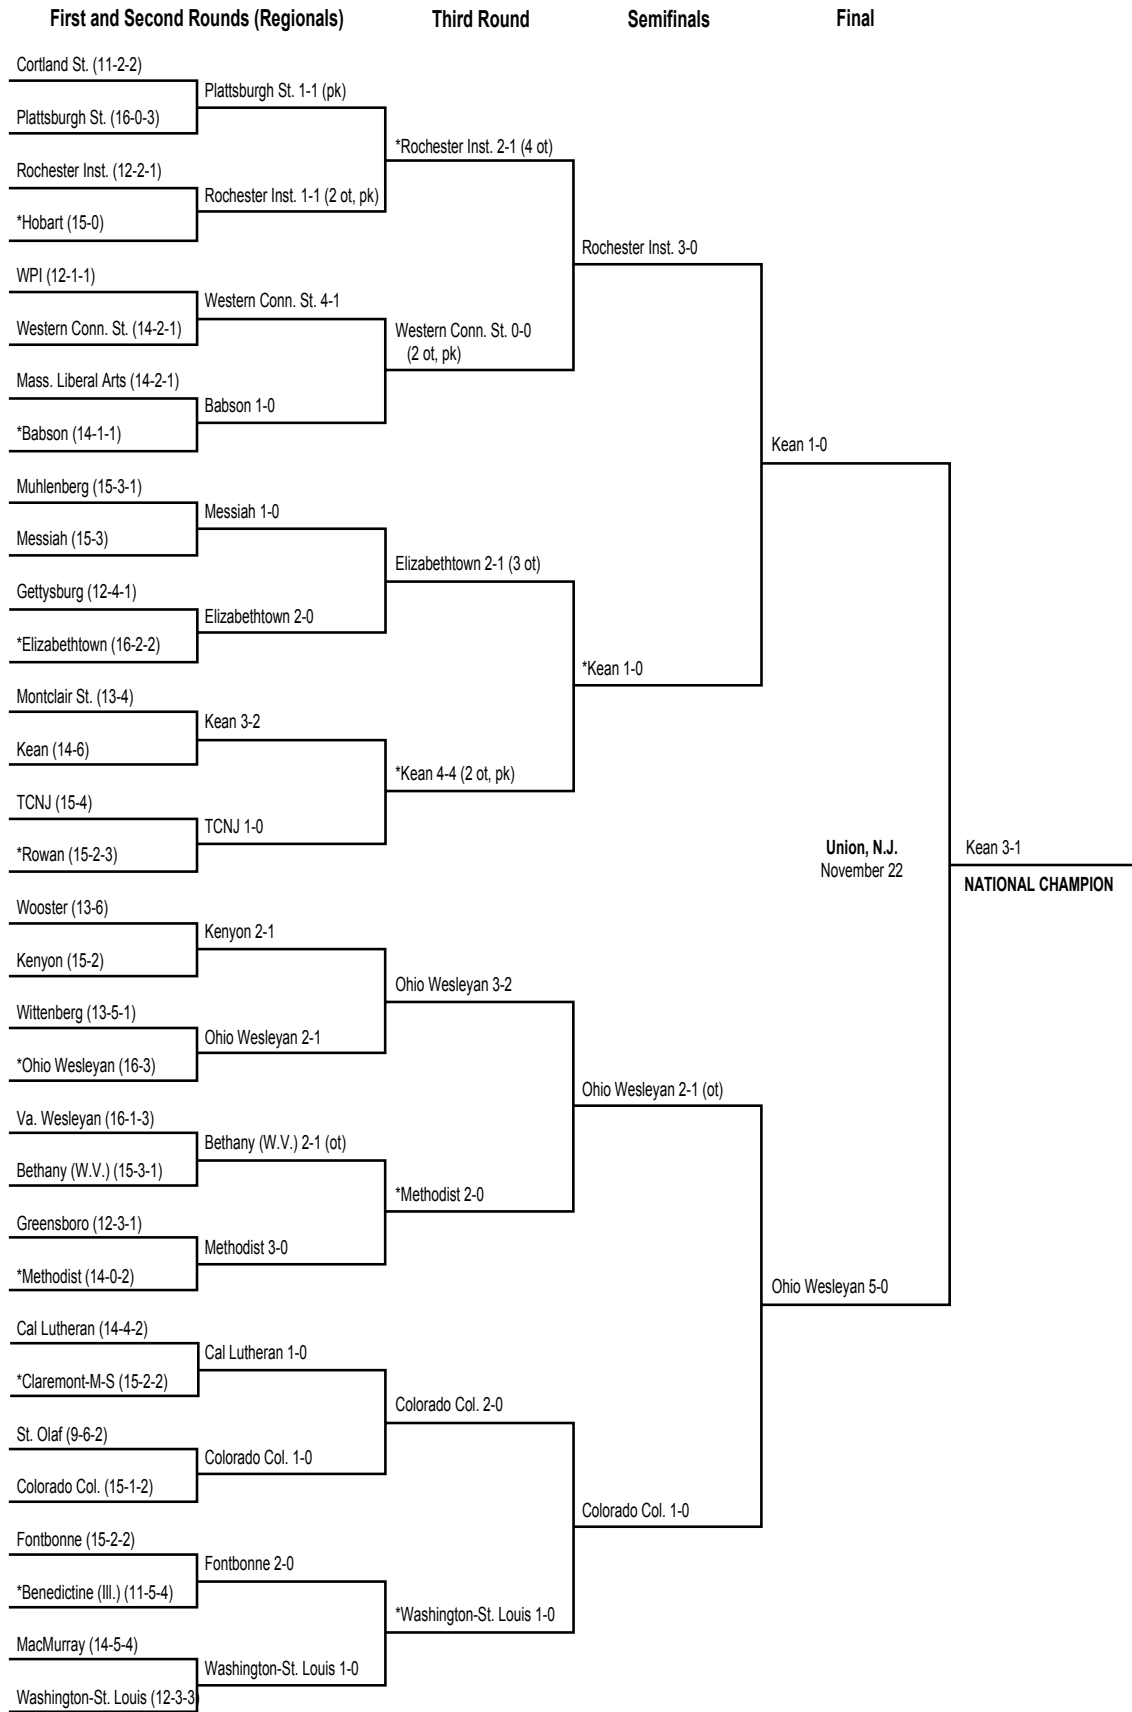 First and Second Rounds (Regionals)
Third Round
Semifinals
Final
Cortland St. (11-2-2)
Plattsburgh St. (16-0-3)
Rochester Inst. (12-2-1)
*Hobart (15-0)
WPI (12-1-1)
Western Conn. St. (14-2-1)
Mass. Liberal Arts (14-2-1)
*Babson (14-1-1)
Muhlenberg (15-3-1)
Messiah (15-3)
Gettysburg (12-4-1)
*Elizabethtown (16-2-2)
Montclair St. (13-4)
Kean (14-6)
TCNJ (15-4)
*Rowan (15-2-3)
Wooster (13-6)
Kenyon (15-2)
Wittenberg (13-5-1)
*Ohio Wesleyan (16-3)
Va. Wesleyan (16-1-3)
Bethany (W.V.) (15-3-1)
Greensboro (12-3-1)
*Methodist (14-0-2)
Cal Lutheran (14-4-2)
*Claremont-M-S (15-2-2)
St. Olaf (9-6-2)
Colorado Col. (15-1-2)
Fontbonne (15-2-2)
*Benedictine (Ill.) (11-5-4)
MacMurray (14-5-4)
Washington-St. Louis (12-3-3)
Plattsburgh St. 1-1 (pk)
Rochester Inst. 1-1 (2 ot, pk)
Western Conn. St. 4-1
Babson 1-0
Messiah 1-0
Elizabethtown 2-0
Kean 3-2
TCNJ 1-0
Kenyon 2-1
Ohio Wesleyan 2-1
Bethany (W.V.) 2-1 (ot)
Methodist 3-0
Cal Lutheran 1-0
Colorado Col. 1-0
Fontbonne 2-0
Washington-St. Louis 1-0
*Rochester Inst. 2-1 (4 ot)
Western Conn. St. 0-0
(2 ot, pk)
Elizabethtown 2-1 (3 ot)
*Kean 4-4 (2 ot, pk)
Ohio Wesleyan 3-2
*Methodist 2-0
Colorado Col. 2-0
*Washington-St. Louis 1-0
Rochester Inst. 3-0
*Kean 1-0
Ohio Wesleyan 2-1 (ot)
Colorado Col. 1-0
Kean 1-0
Ohio Wesleyan 5-0
Union, N.J.
November 22
Kean 3-1
NATIONAL CHAMPION